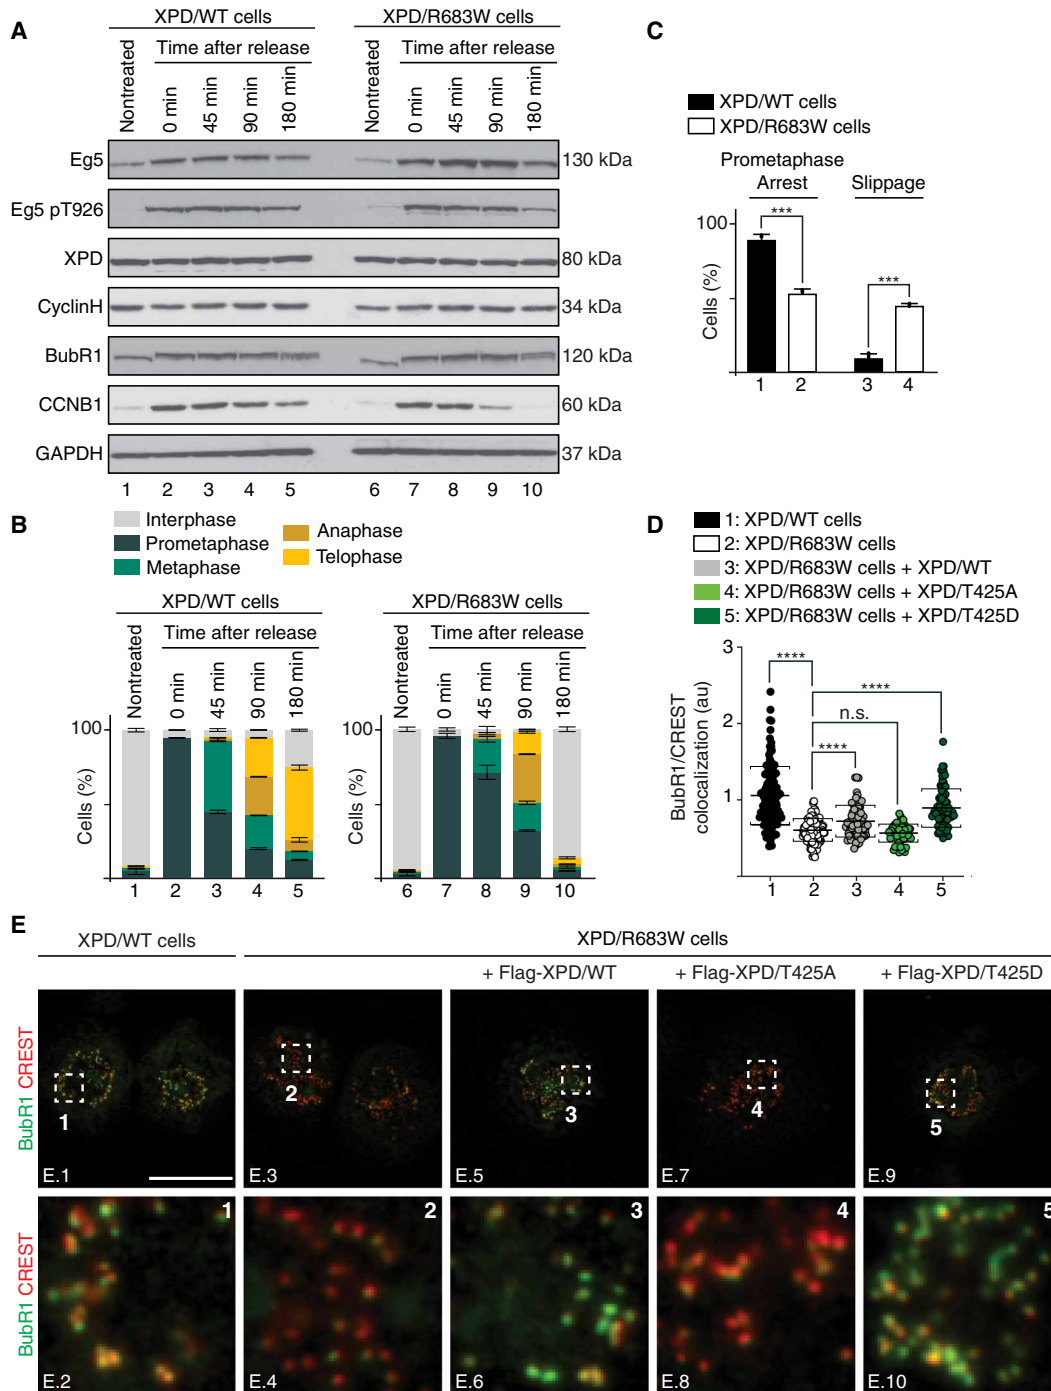 A
XPD/WT cells
XPD/R683W cells
Nontreated
Time after release
0 min
45 min
90 min
180 min
Nontreated
Time after release
0 min
45 min
90 min
180 min
Eg5
130 kDa
Eg5 pT926
XPD
80 kDa
CyclinH
34 kDa
BubR1
120 kDa
CCNB1
60 kDa
GAPDH
37 kDa
1 2 3 4 5 6 7 8 9 10
B
Interphase
Prometaphase
Metaphase
Anaphase
Telophase
XPD/WT cells
XPD/R683W cells
Nontreated
Time after release
0 min
45 min
90 min
180 min
Nontreated
Time after release
0 min
45 min
90 min
180 min
100
Cells (%)
1 2 3 4 5
100
Cells (%)
6 7 8 9 10
C
XPD/WT cells
XPD/R683W cells
Prometaphase
Arrest
Slippage
100
Cells (%)
***
***
1 2 3 4
D
1: XPD/WT cells
2: XPD/R683W cells
3: XPD/R683W cells + XPD/WT
4: XPD/R683W cells + XPD/T425A
5: XPD/R683W cells + XPD/T425D
BubR1/CREST
colocalization (au)
3
2
1
****
****
n.s.
****
1 2 3 4 5
E
XPD/WT cells
XPD/R683W cells
+ Flag-XPD/WT
+ Flag-XPD/T425A
+ Flag-XPD/T425D
BubR1 CREST
1
E.1
2
E.3
3
E.5
4
E.7
5
E.9
BubR1 CREST
1
E.2
2
E.4
3
E.6
4
E.8
5
E.10